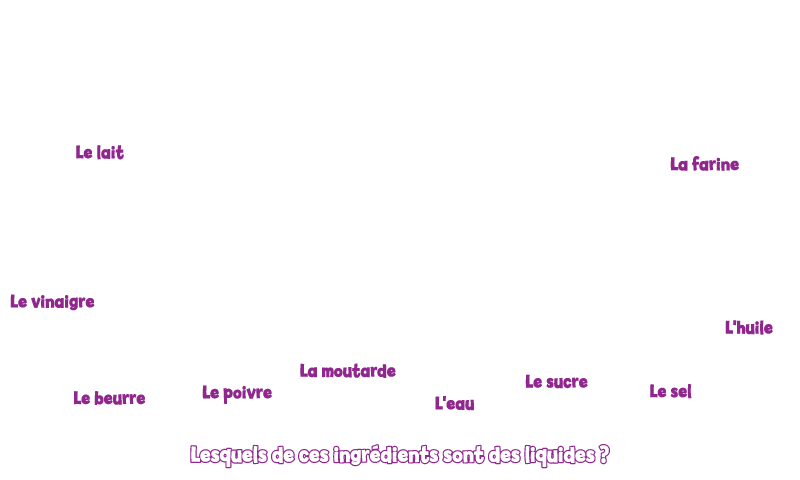 Le lait
La farine
Le vinaigre
L'huile
La moutarde
Le sucre
Le poivre
Le sel
Le beurre
L'eau
Lesquels de ces ingrédients sont des liquides ?